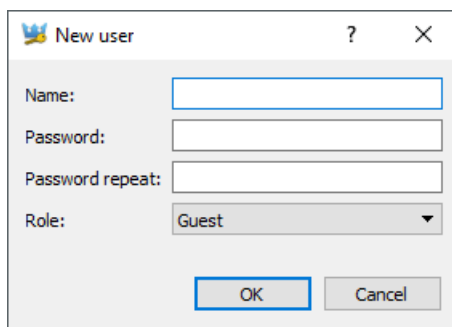 New user ?
Name:
Password:
Password repeat:
Role: Guest
OK Cancel